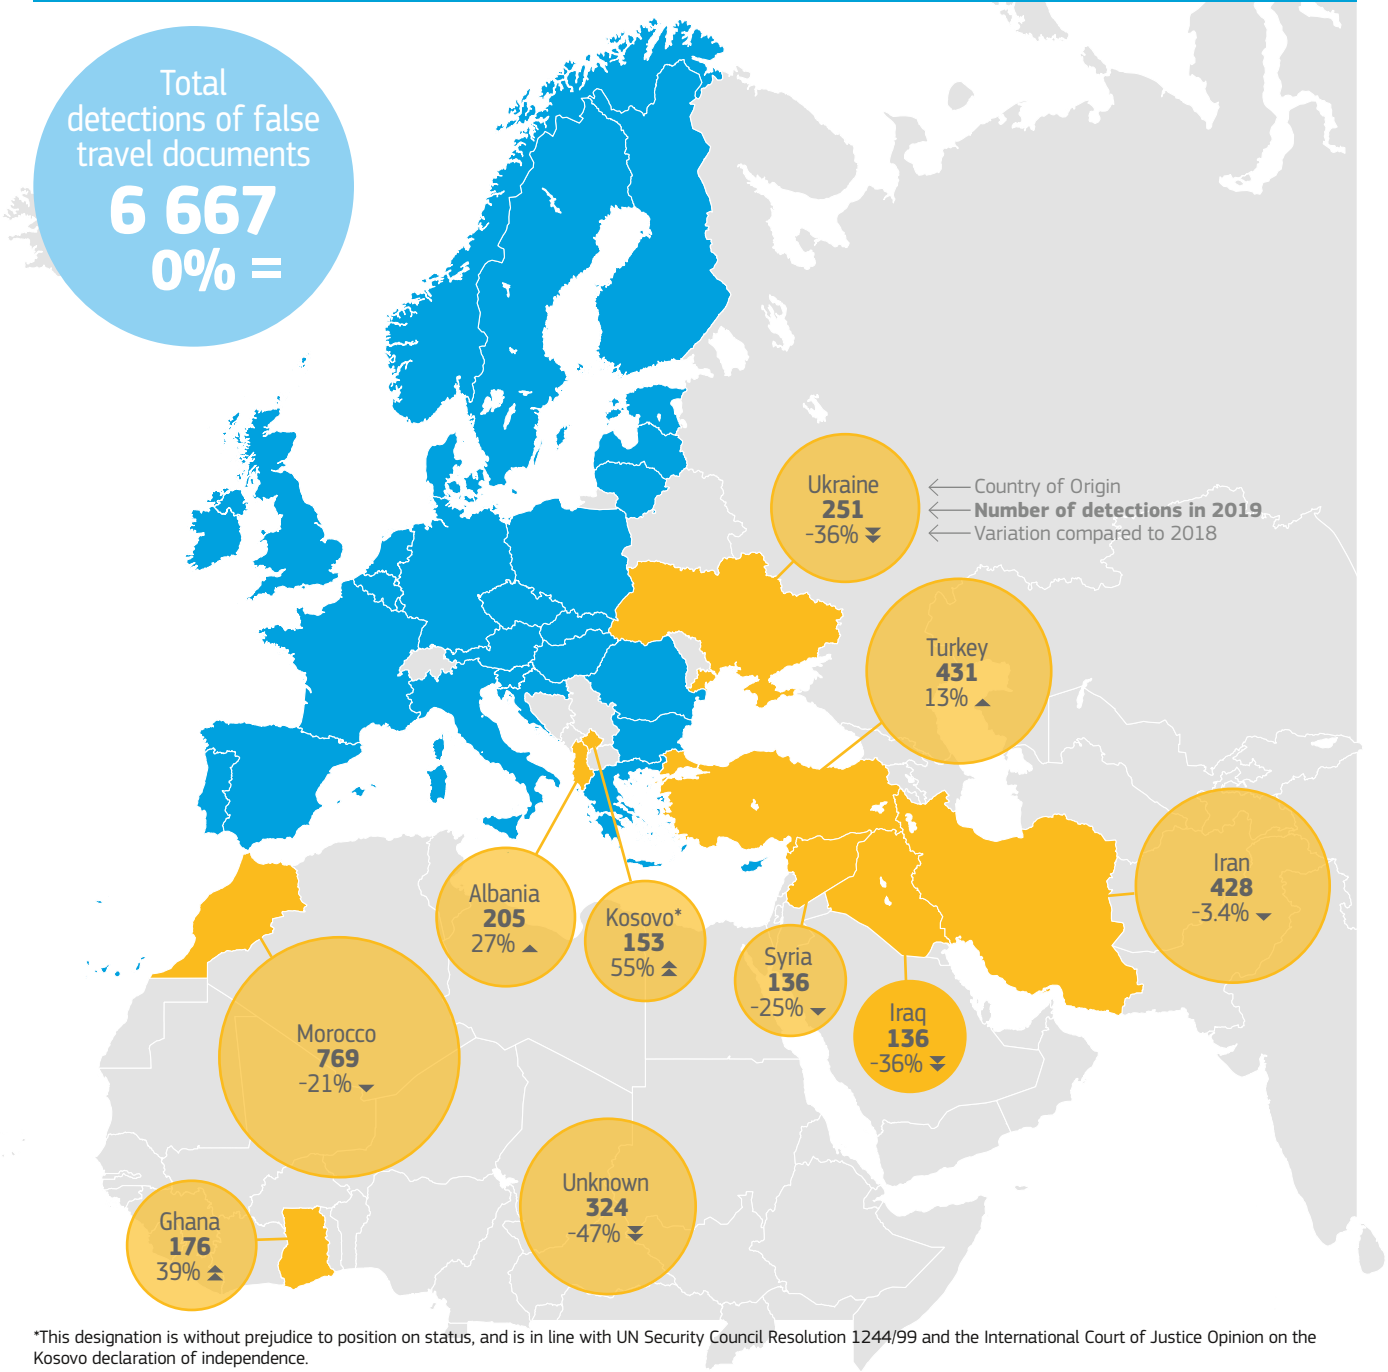 Total
detections of false
travel documents
6 667
0% =
Ukraine
251
-36%
Country of Origin
Number of detections in 2019
Variation compared to 2018
Turkey
431
13%
Iran
428
-3.4%
Albania
205
27%
Kosovo*
153
55%
Syria
136
-25%
Iraq
136
-36%
Morocco
769
-21%
Unknown
324
-47%
Ghana
176
39%
*This designation is without prejudice to position on status, and is in line with UN Security Council Resolution 1244/99 and the International Court of Justice Opinion on the
Kosovo declaration of independence.